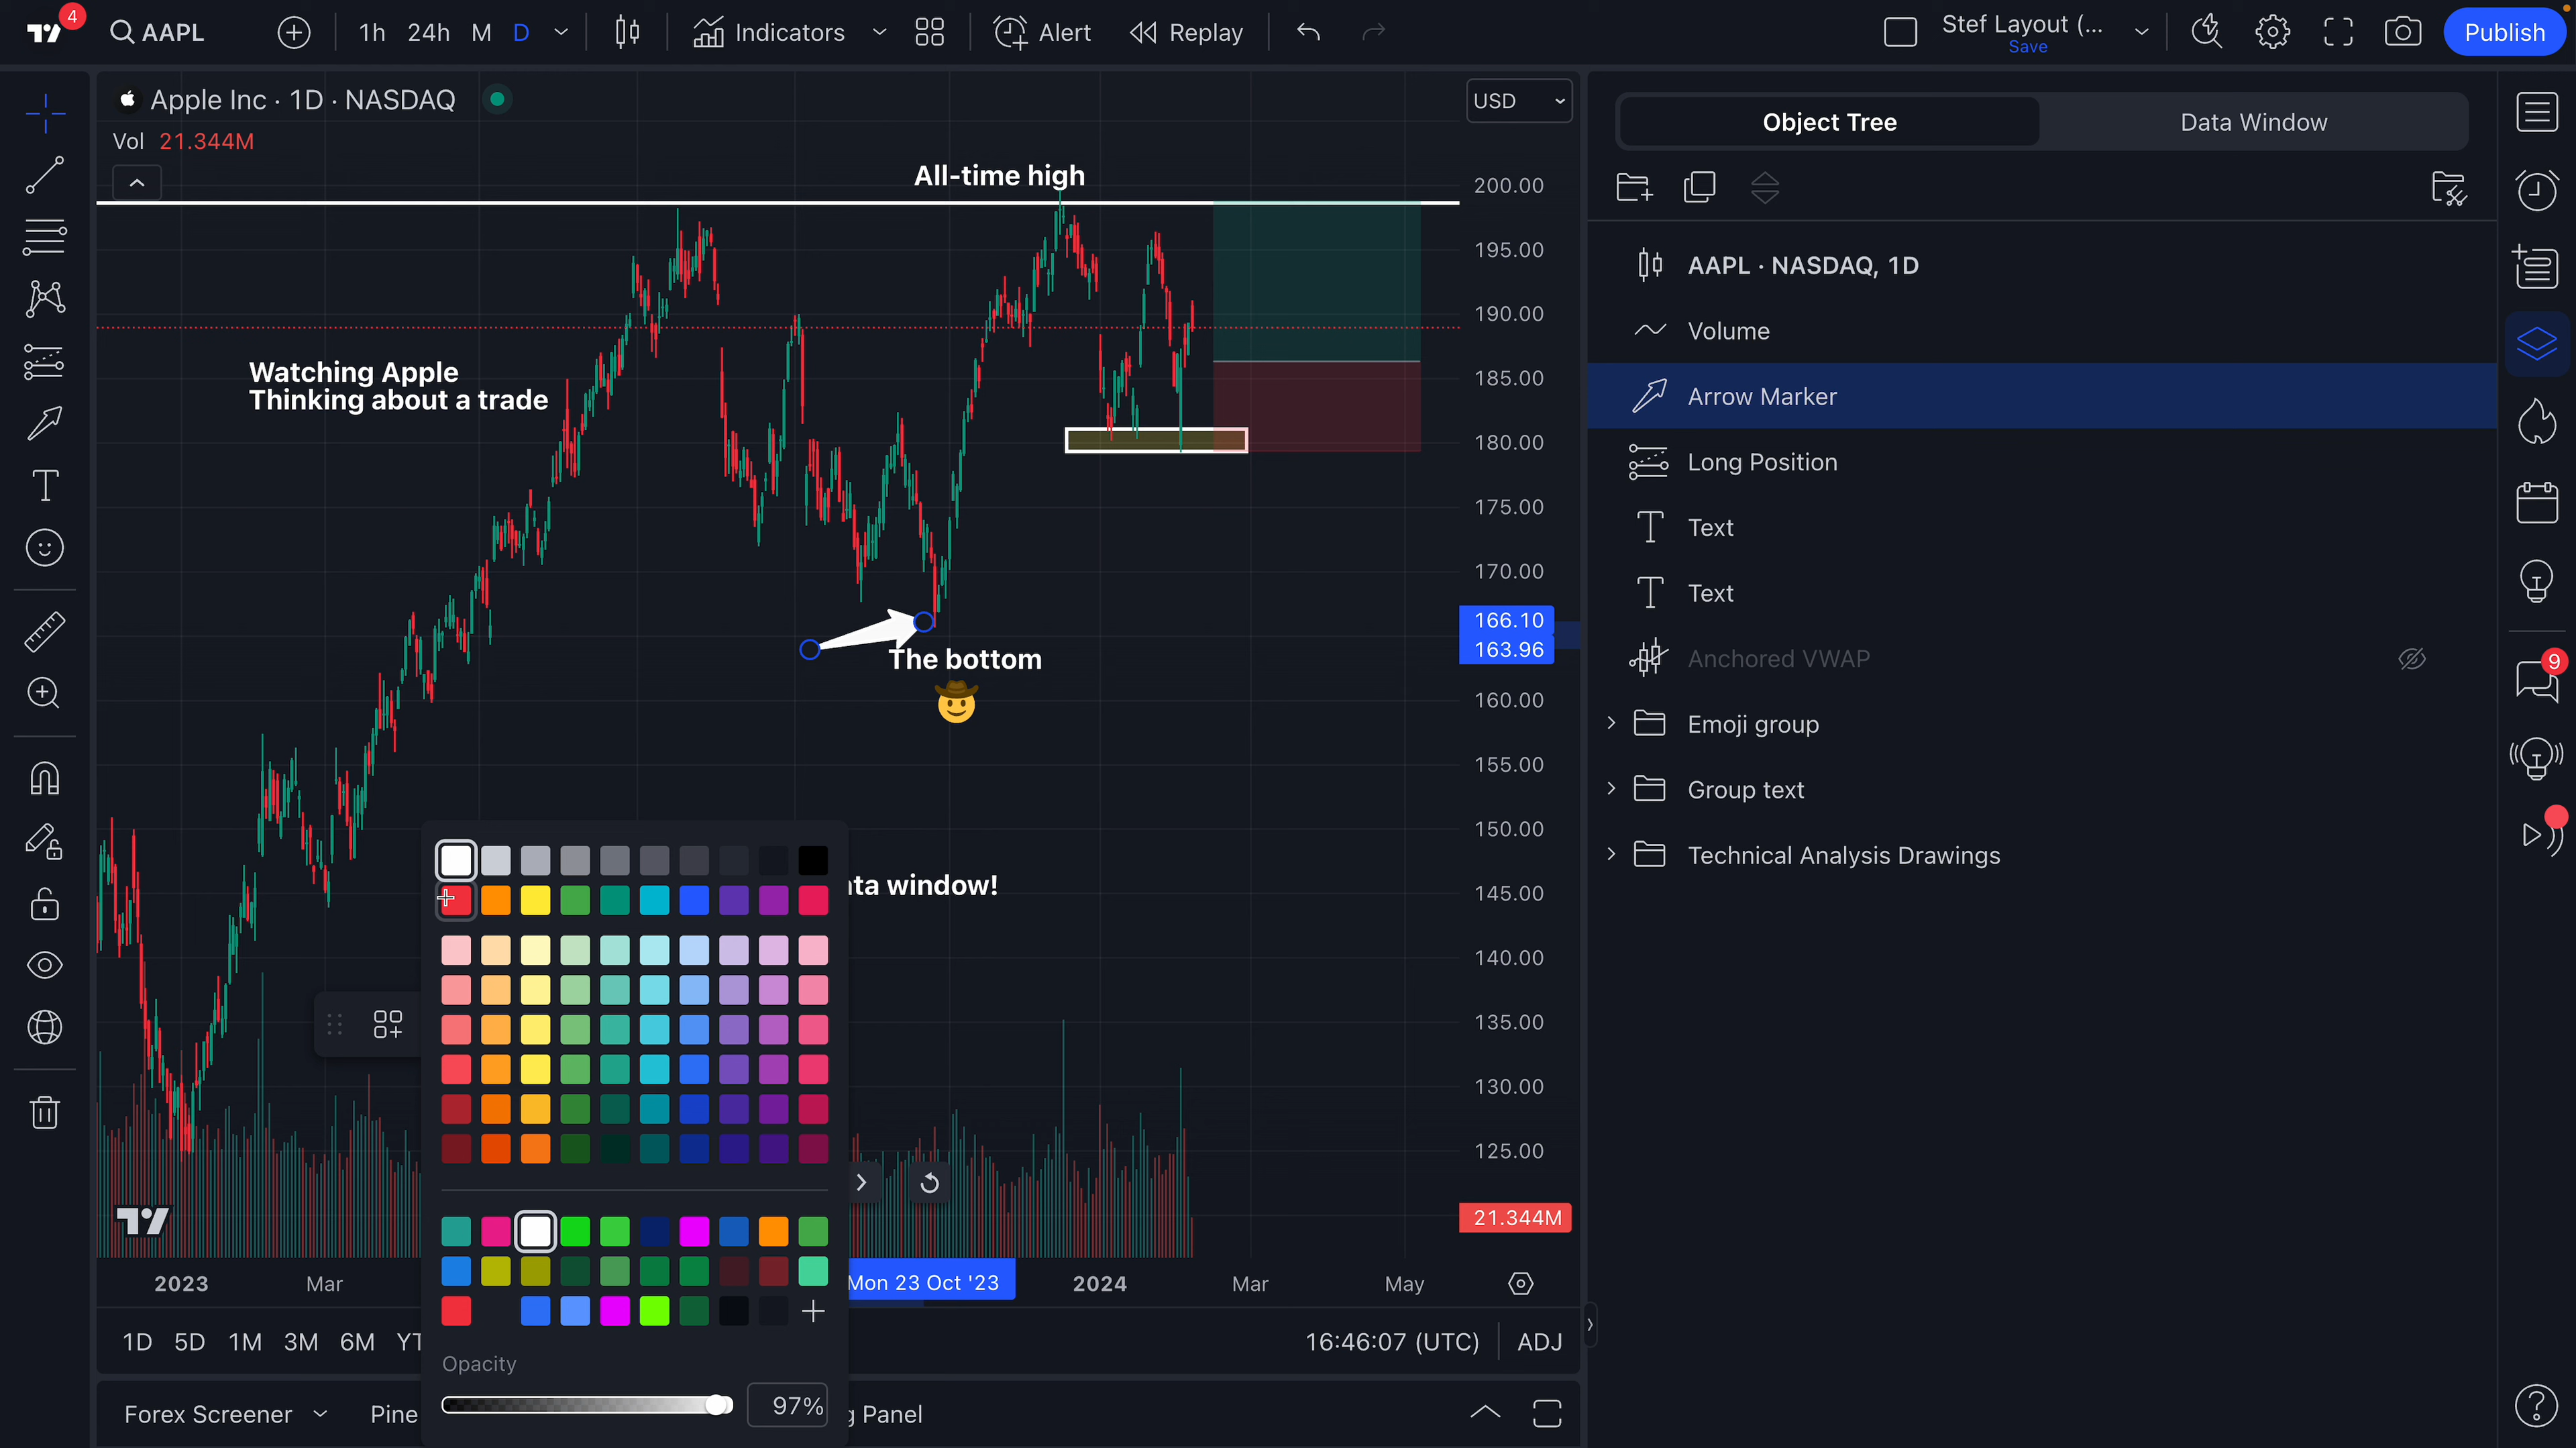 4
AAPL
1h
24h
M
D
Indicators
Alert
Replay
Stef Layout (...
Save
Publish
Apple Inc · 1D · NASDAQ
USD
Vol 21.344M
All-time high
Watching Apple
Thinking about a trade
The bottom
ata window!
200.00
195.00
190.00
185.00
180.00
175.00
170.00
166.10
163.96
160.00
155.00
150.00
145.00
140.00
135.00
130.00
125.00
21.344M
2023
Mar
Mon 23 Oct '23
2024
Mar
May
1D
5D
1M
3M
6M
YT
16:46:07 (UTC)
ADJ
Opacity
97%
Forex Screener
Pine
g Panel
Object Tree
Data Window
AAPL · NASDAQ, 1D
Volume
Arrow Marker
Long Position
Text
Text
Anchored VWAP
Emoji group
Group text
Technical Analysis Drawings
9